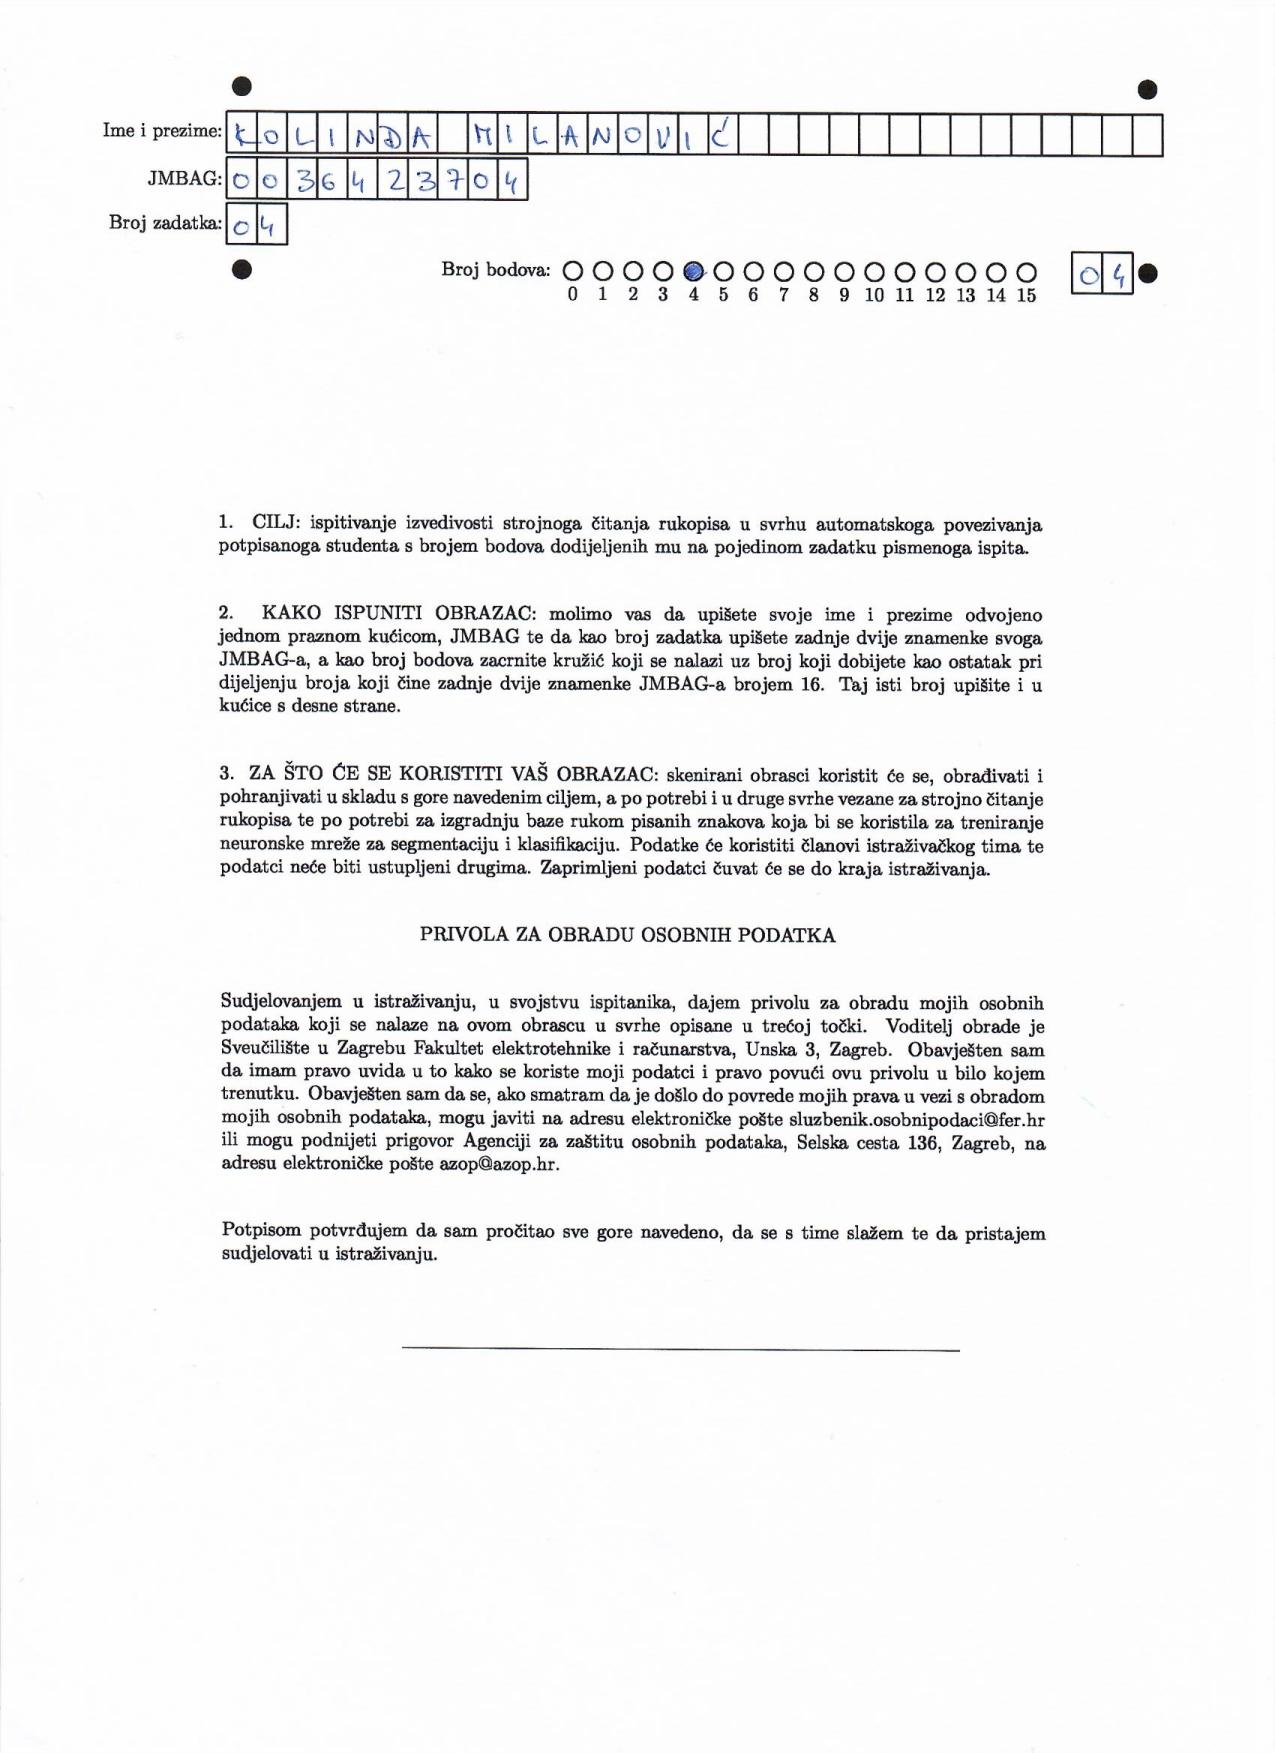 Ime i prezime: KOLINDA MILANOVIĆ
JMBAG: 0036423704
Broj zadatka: 04
Broj bodova: 04
0 1 2 3 4 5 6 7 8 9 10 11 12 13 14 15
1. CILJ: ispitivanje izvedivosti strojnoga čitanja rukopisa u svrhu automatskoga povezivanja
potpisanoga studenta s brojem bodova dodijeljenih mu na pojedinom zadatku pismenoga ispita.
2. KAKO ISPUNITI OBRAZAC: molimo vas da upišete svoje ime i prezime odvojeno
jednom praznom kućicom, JMBAG te da kao broj zadatka upišete zadnje dvije znamenke svoga
JMBAG-a, a kao broj bodova zacrnite kružić koji se nalazi uz broj koji dobijete kao ostatak pri
dijeljenju broja koji čine zadnje dvije znamenke JMBAG-a brojem 16. Taj isti broj upišite i u
kućice s desne strane.
3. ZA ŠTO ĆE SE KORISTITI VAŠ OBRAZAC: skenirani obrasci koristit će se, obrađivati i
pohranjivati u skladu s gore navedenim ciljem, a po potrebi i u druge svrhe vezane za strojno čitanje
rukopisa te po potrebi za izgradnju baze rukom pisanih znakova koja bi se koristila za treniranje
neuronske mreže za segmentaciju i klasifikaciju. Podatke će koristiti članovi istraživačkog tima te
podatci neće biti ustupljeni drugima. Zaprimljeni podatci čuvat će se do kraja istraživanja.
PRIVOLA ZA OBRADU OSOBNIH PODATKA
Sudjelovanjem u istraživanju, u svojstvu ispitanika, dajem privolu za obradu mojih osobnih
podataka koji se nalaze na ovom obrascu u svrhe opisane u trećoj točki. Voditelj obrade je
Sveučilište u Zagrebu Fakultet elektrotehnike i računarstva, Unska 3, Zagreb. Obavješten sam
da imam pravo uvida u to kako se koriste moji podatci i pravo povući ovu privolu u bilo kojem
trenutku. Obavješten sam da se, ako smatram da je došlo do povrede mojih prava u vezi s obradom
mojih osobnih podataka, mogu javiti na adresu elektroničke pošte sluzbenik.osobnipodaci@fer.hr
ili mogu podnijeti prigovor Agenciji za zaštitu osobnih podataka, Selska cesta 136, Zagreb, na
adresu elektroničke pošte azop@azop.hr.
Potpisom potvrđujem da sam pročitao sve gore navedeno, da se s time slažem te da pristajem
sudjelovati u istraživanju.